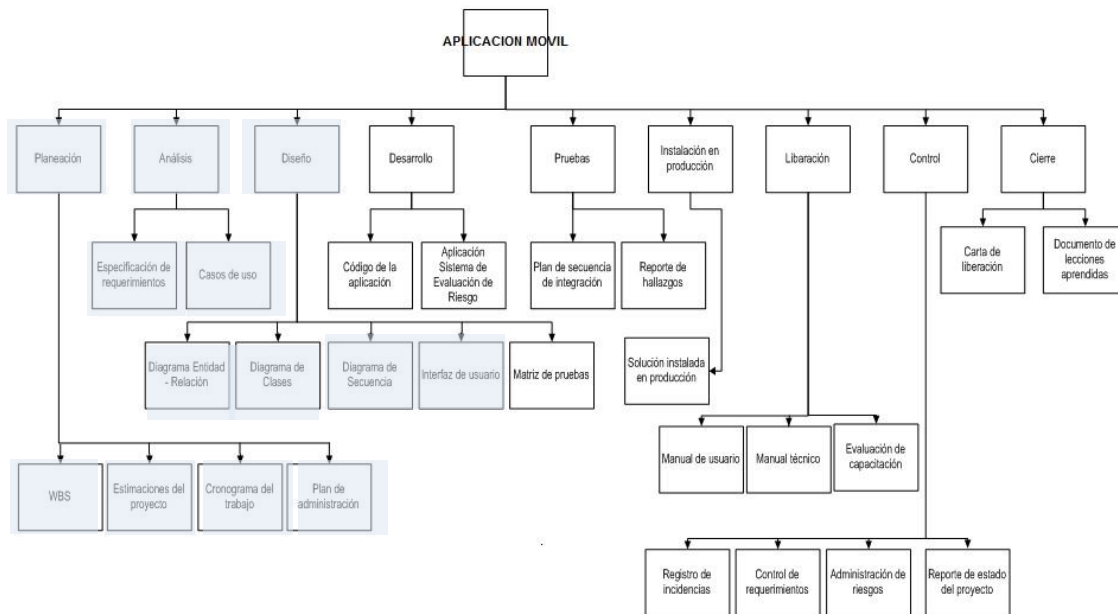 APLICACION MOVIL
Planeación
Análisis
Diseño
Desarrollo
Pruebas
Instalación en
producción
Libaración
Control
Cierre
Especificación de
requerimientos
Casos de uso
Código de la
aplicación
Aplicación
Sistema de
Evaluación de
Riesgo
Plan de secuencia
de integración
Reporte de
hallazgos
Carta de
liberación
Documento de
lecciones
aprendidas
Diagrama Entidad
- Relación
Diagrama de
Clases
Diagrama de
Secuencia
Interfaz de usuario
Matriz de pruebas
Solución instalada
en producción
Manual de usuario
Manual técnico
Evaluación de
capacitación
WBS
Estimaciones del
proyecto
Cronograma del
trabajo
Plan de
administración
Registro de
incidencias
Control de
requerimientos
Administración de
riesgos
Reporte de estado
del proyecto